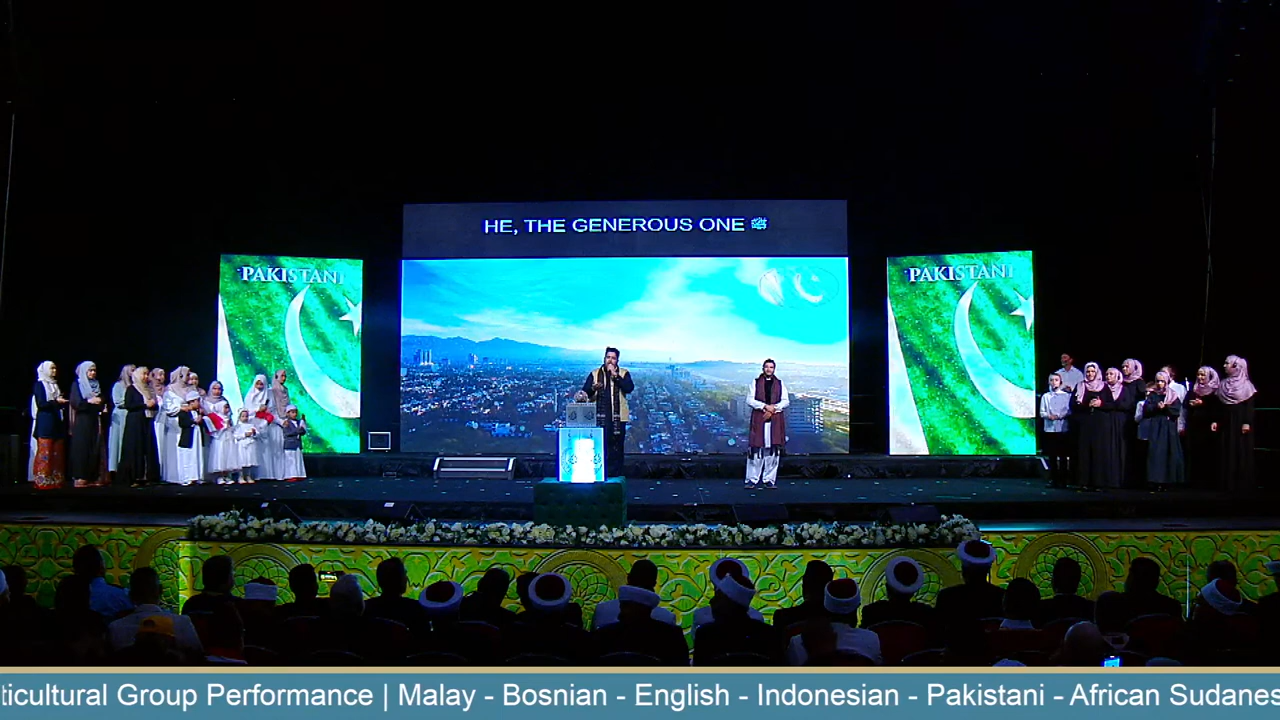 HE, THE GENEROUS ONE ﷺ
PAKISTANI
PAKISTANI
ticultural Group Performance | Malay - Bosnian - English - Indonesian - Pakistani - African Sudanes